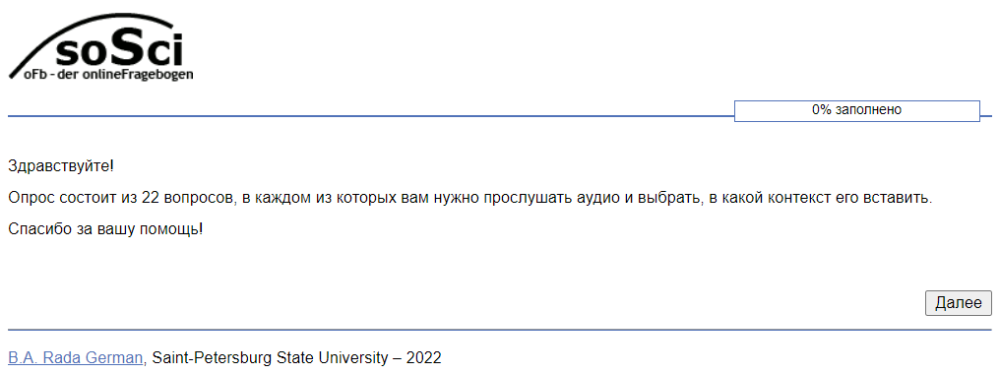 soSci
oFb - der onlineFragebogen
0% заполнено
Здравствуйте!
Опрос состоит из 22 вопросов, в каждом из которых вам нужно прослушать аудио и выбрать, в какой контекст его вставить.
Спасибо за вашу помощь!
Далее
B.A. Rada German, Saint-Petersburg State University – 2022